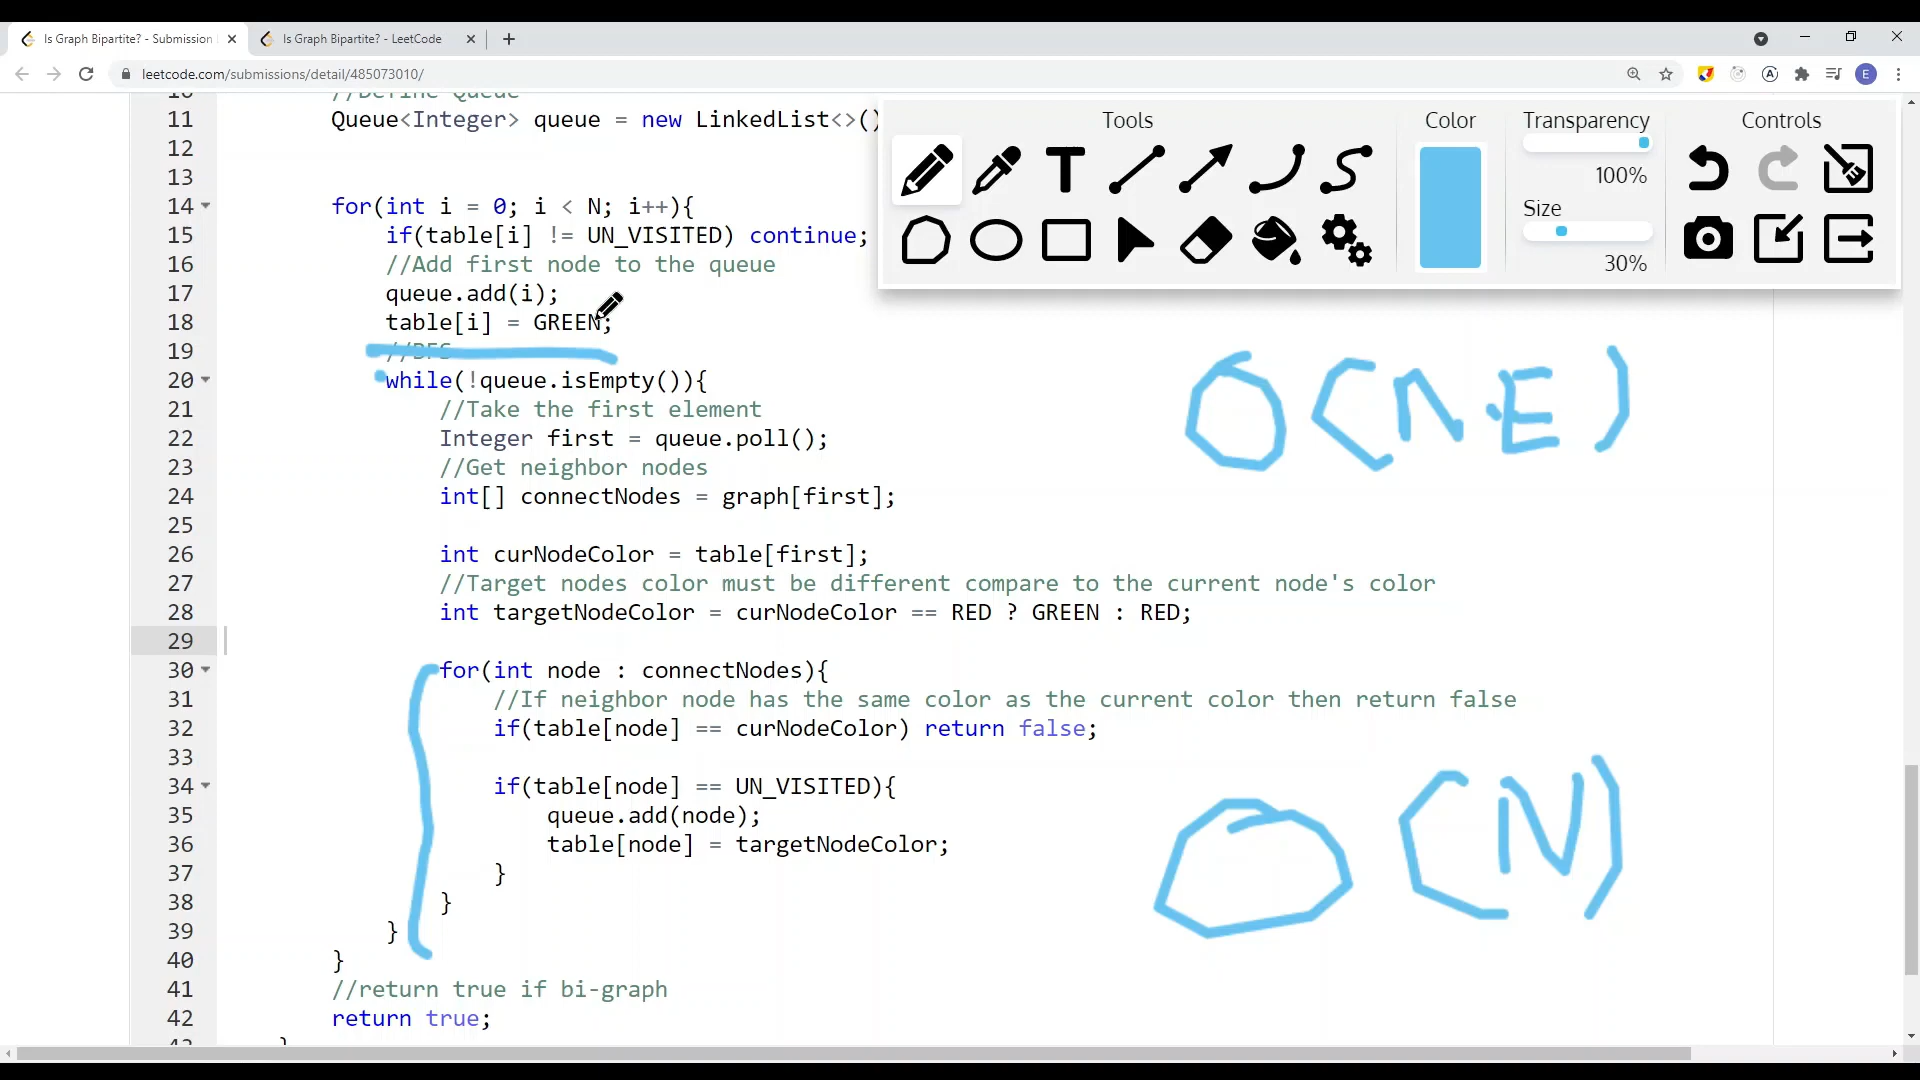 Is Graph Bipartite? - Submission
Is Graph Bipartite? - LeetCode
leetcode.com/submissions/detail/485073010/
E
Tools
Color
Transparency
Controls
100%
Size
30%
T
10 //Define Queue
11 Queue<Integer> queue = new LinkedList<>()
12
13
14 for(int i = 0; i < N; i++){
15 if(table[i] != UN_VISITED) continue;
16 //Add first node to the queue
17 queue.add(i);
18 table[i] = GREEN;
19 //BFS
20 while(!queue.isEmpty()){
21 //Take the first element
22 Integer first = queue.poll();
23 //Get neighbor nodes
24 int[] connectNodes = graph[first];
25
26 int curNodeColor = table[first];
27 //Target nodes color must be different compare to the current node's color
28 int targetNodeColor = curNodeColor == RED ? GREEN : RED;
29
30 for(int node : connectNodes){
31 //If neighbor node has the same color as the current color then return false
32 if(table[node] == curNodeColor) return false;
33
34 if(table[node] == UN_VISITED){
35 queue.add(node);
36 table[node] = targetNodeColor;
37 }
38 }
39 }
40 }
41 //return true if bi-graph
42 return true;
43 }
O(N·E)
O(N)